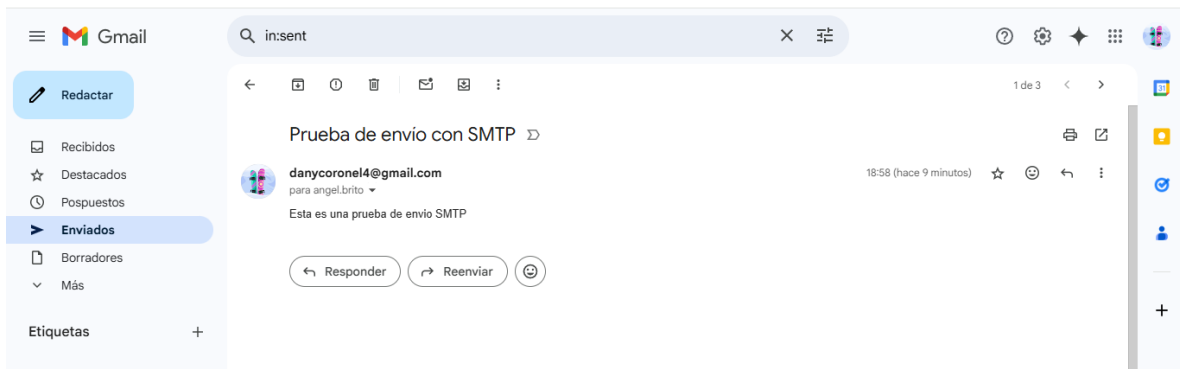 Gmail
in:sent
Redactar
1 de 3
31
Prueba de envío con SMTP
Recibidos
Destacados
danycoronel4@gmail.com
18:58 (hace 9 minutos)
para angel.brito
Pospuestos
Esta es una prueba de envio SMTP
Enviados
Borradores
Responder
Reenviar
Más
Etiquetas